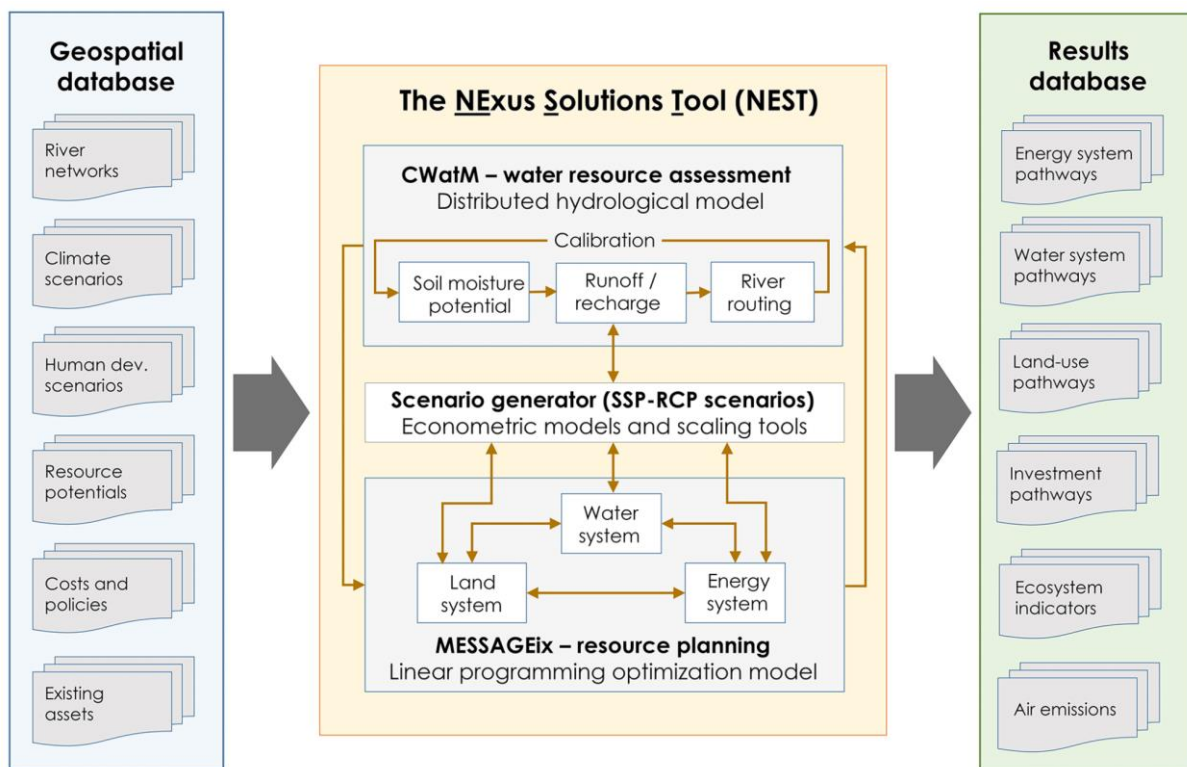 Geospatial
database
River
networks
Climate
scenarios
Human dev.
scenarios
Resource
potentials
Costs and
policies
Existing
assets
The NExus Solutions Tool (NEST)
CWatM – water resource assessment
Distributed hydrological model
Calibration
Soil moisture
potential
Runoff /
recharge
River
routing
Scenario generator (SSP-RCP scenarios)
Econometric models and scaling tools
Water
system
Land
system
Energy
system
MESSAGEix – resource planning
Linear programming optimization model
Results
database
Energy system
pathways
Water system
pathways
Land-use
pathways
Investment
pathways
Ecosystem
indicators
Air emissions